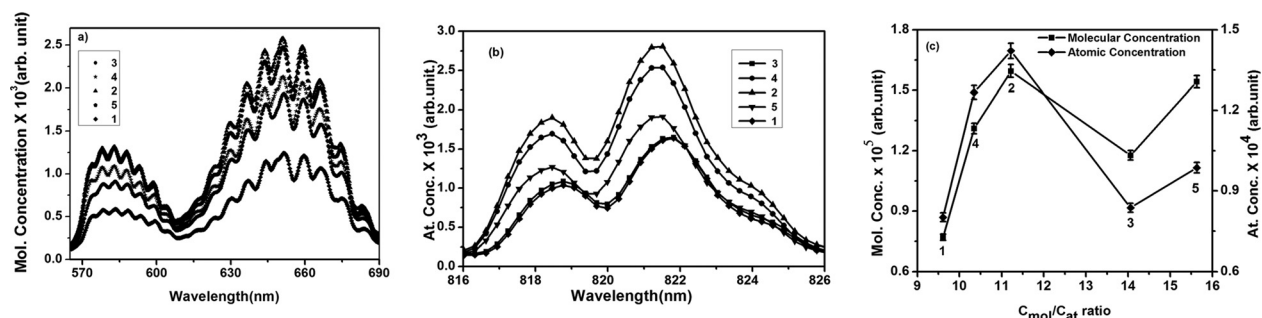 a)
Mol. Concentration X 10³(arb. unit)
2.5
2.0
1.5
1.0
0.5
0.0
3
4
2
5
1
570 600 630 660 690
Wavelength(nm)
(b)
At. Conc. X 10³ (arb.unit.)
3.0
2.5
2.0
1.5
1.0
0.5
0.0
3
4
2
5
1
816 818 820 822 824 826
Wavelength(nm)
(c)
Molecular Concentration
Atomic Concentration
Mol. Conc. x 10⁵ (arb.unit)
1.8
1.5
1.2
0.9
0.6
1
4
2
3
5
9 10 11 12 13 14 15 16
C_mol/C_at ratio
1.5
1.2
0.9
0.6
At. Conc. X 10⁴ (arb.unit)